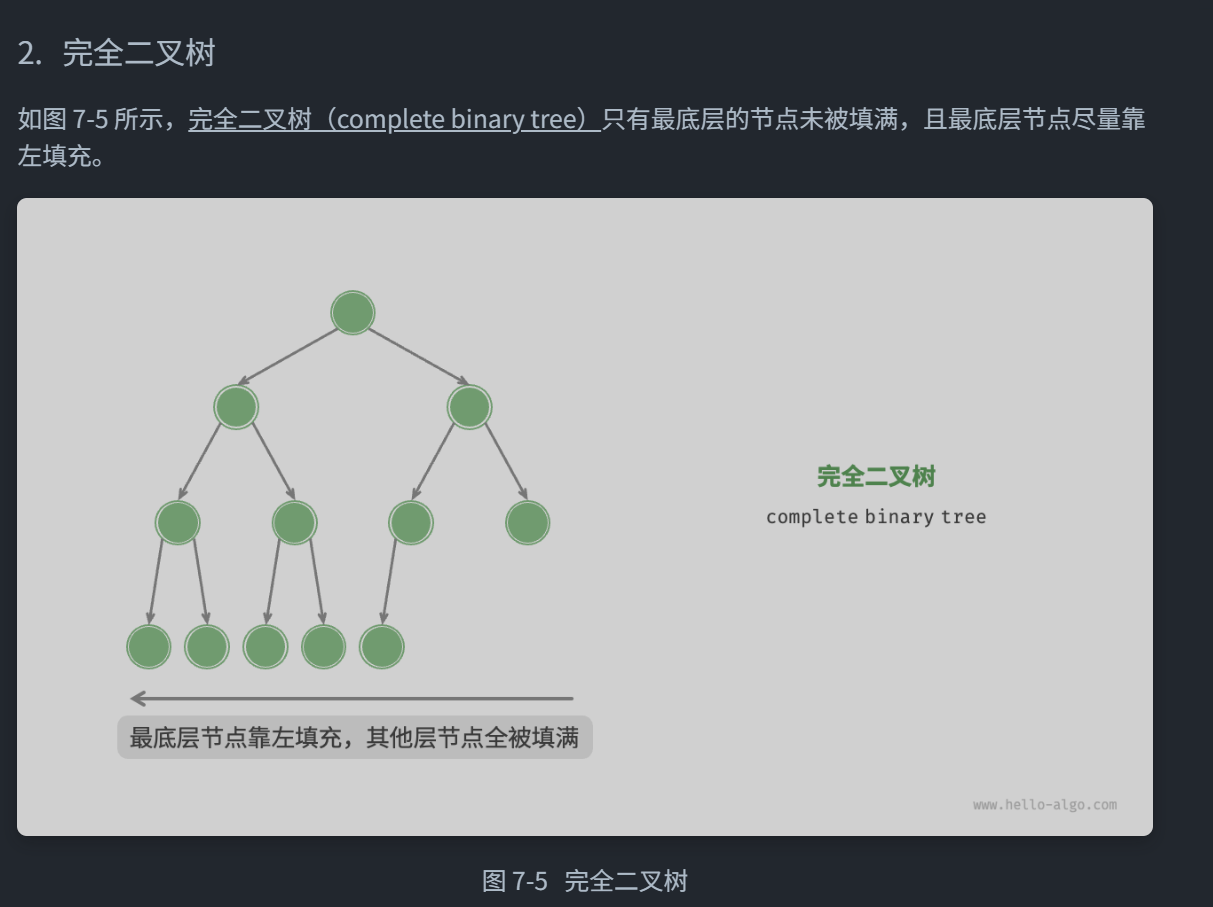 2. 完全二叉树
如图 7-5 所示，完全二叉树（complete binary tree）只有最底层的节点未被填满，且最底层节点尽量靠
左填充。
完全二叉树
complete binary tree
最底层节点靠左填充，其他层节点全被填满
www.hello-algo.com
图 7-5 完全二叉树